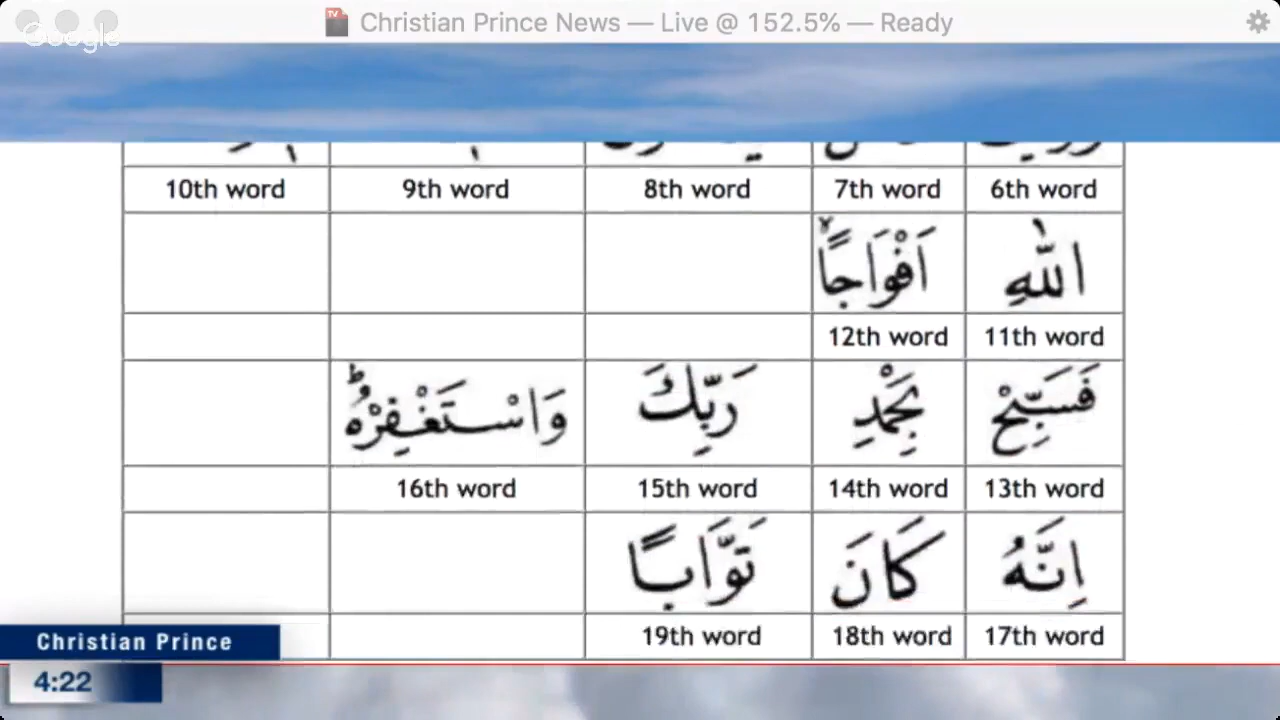 Christian Prince News — Live @ 152.5% — Ready
Google
10th word 9th word 8th word 7th word 6th word
اَفْوَاجًا اللّٰهِ
12th word 11th word
وَاسْتَغْفِرْهُ ؕ رَبِّكَ بِحَمْدِ فَسَبِّحْ
16th word 15th word 14th word 13th word
تَوَّابًا كَانَ اِنَّهُ
19th word 18th word 17th word
Christian Prince
4:22